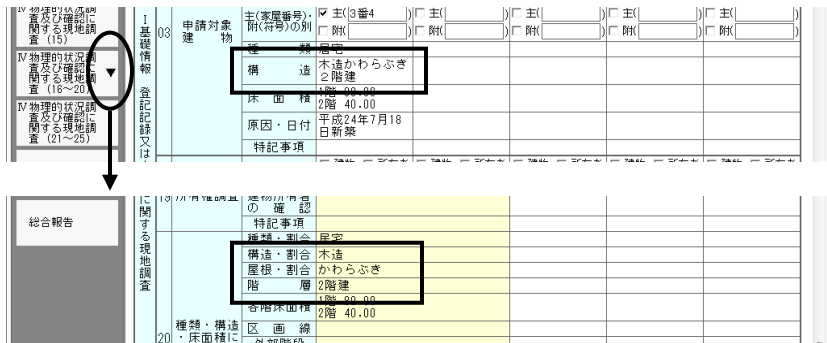 Ⅳ 物理的状況調
査及び確認に
関する現地調
査 (15)
Ⅳ 物理的状況調
査及び確認に
関する現地調
査 (16～20)
▼
Ⅳ 物理的状況調
査及び確認に
関する現地調
査 (21～25)
Ⅰ基礎情報 登記記録又は
03
申請対象
建物
主(家屋番号)・
附(符号)の別
☑ 主(3番4 )
□ 附( )
□ 主( )
□ 附( )
□ 主( )
□ 附( )
□ 主( )
□ 附( )
□ 主( )
□ 附( )
種類 居宅
構造 木造かわらぶき
２階建
床面積 1階 80.00
2階 40.00
原因・日付 平成24年7月18
日新築
特記事項
総合報告
に関する現地調査
19 所有権調査
建物所有者
の確認
特記事項
種類・割合 居宅
構造・割合 木造
屋根・割合 かわらぶき
階層 2階建
各階床面積 1階 80.00
2階 40.00
20
種類・構造
・床面積に
区画線
外部階段